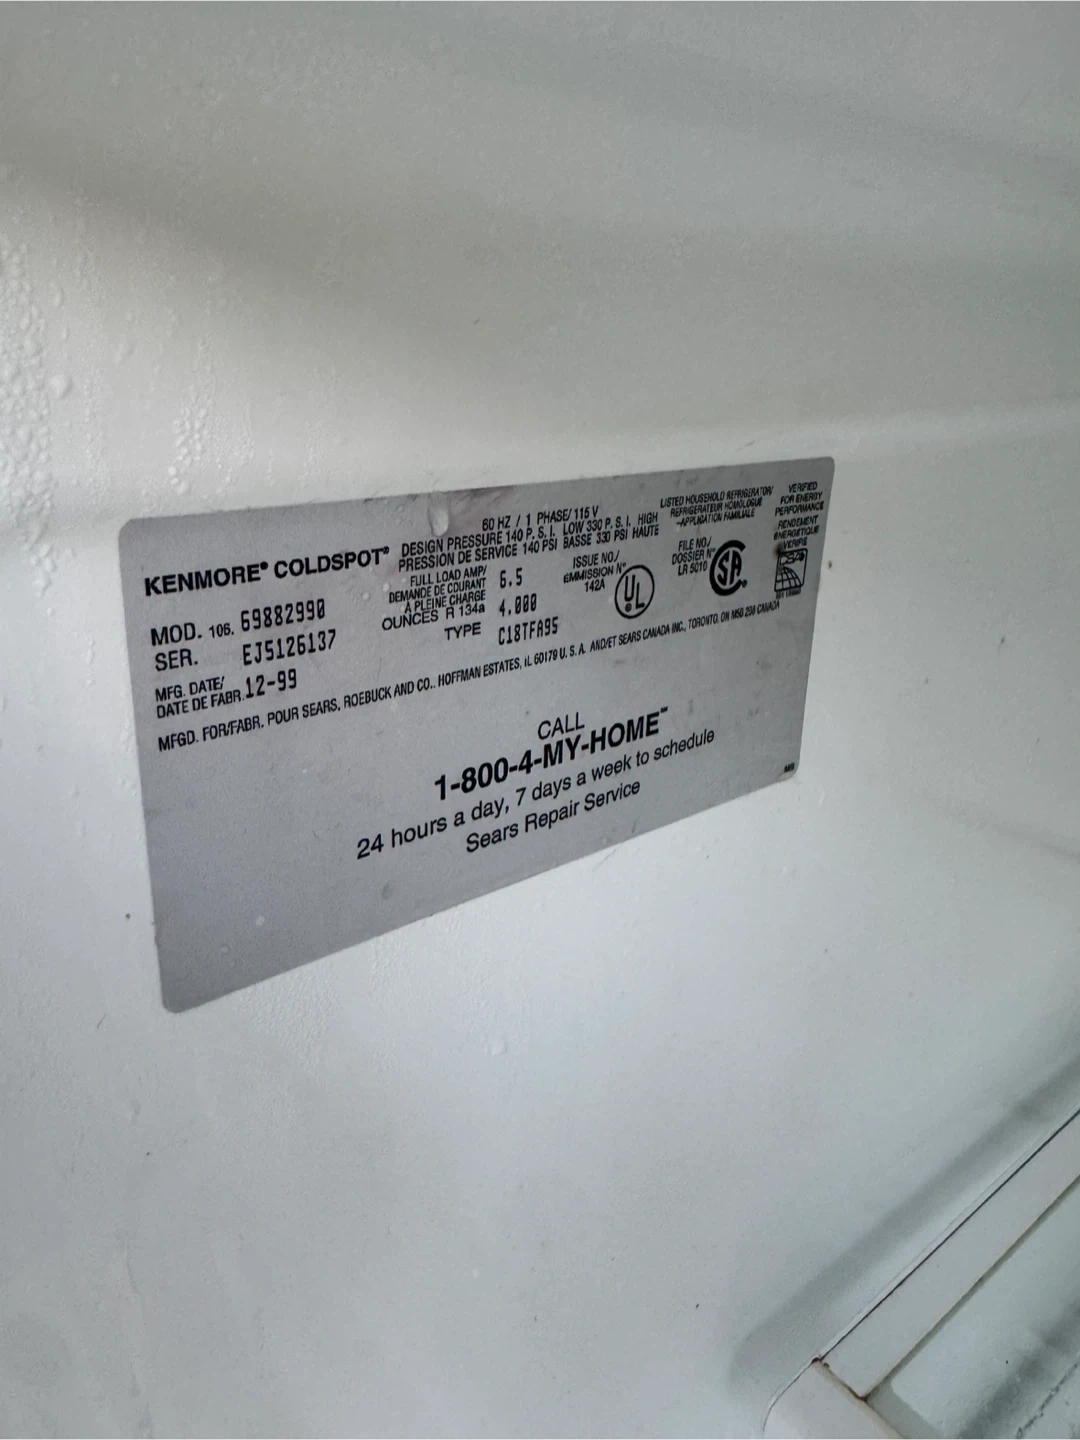 KENMORE® COLDSPOT®
60 HZ / 1 PHASE/ 115 V
DESIGN PRESSURE 140 P. S. I. LOW 330 P. S. I. HIGH
PRESSION DE SERVICE 140 PSI BASSE 330 PSI HAUTE
LISTED HOUSEHOLD REFRIGERATOR/
REFRIGERATEUR HOMOLOGUE
-APPLICATION FAMILIALE
VERIFIED
FOR ENERGY
PERFORMANCE
RENDEMENT
ENERGETIQUE
VERIFIE
MOD. 106. 69882990
SER. EJ5126137
MFG. DATE/
DATE DE FABR. 12-99
FULL LOAD AMP/
DEMANDE DE COURANT
A PLEINE CHARGE
6.5
OUNCES R 134a 4.000
TYPE C18TFA95
ISSUE NO./
EMMISSION N°
142A
UL
FILE NO./
DOSSIER N°
LR 5010
SA
MFGD. FOR/FABR. POUR SEARS, ROEBUCK AND CO., HOFFMAN ESTATES, IL 60179 U. S. A. AND/ET SEARS CANADA INC., TORONTO, ON M5G 2S8 CANADA
CALL
1-800-4-MY-HOME℠
24 hours a day, 7 days a week to schedule
Sears Repair Service